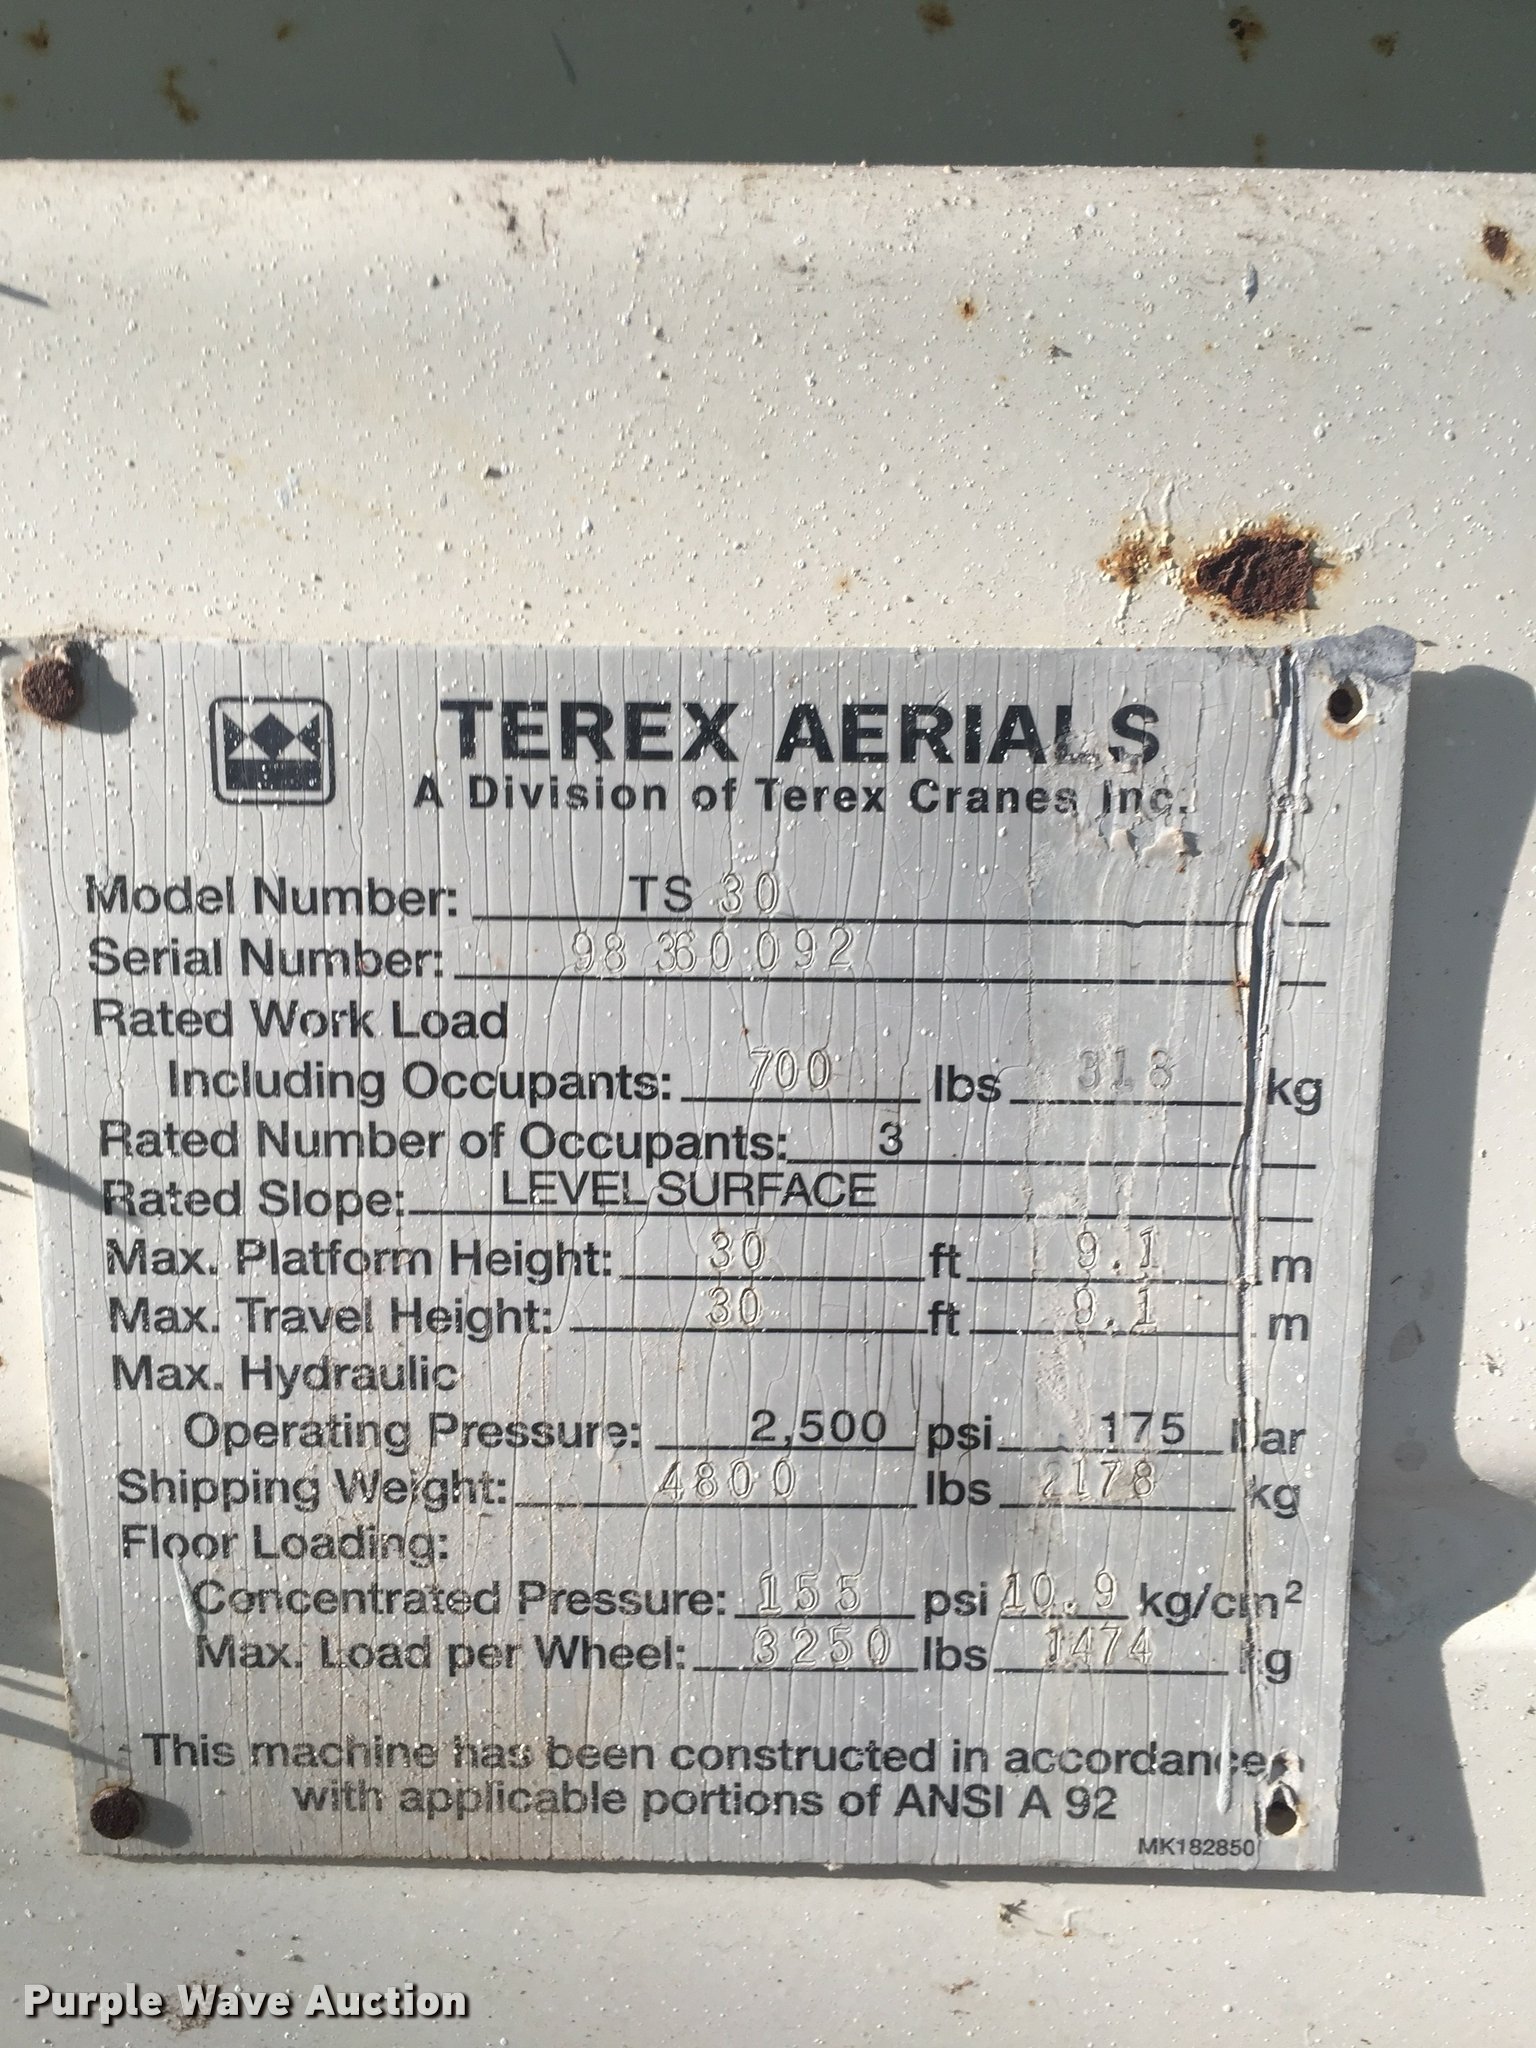 TEREX AERIALS
A Division of Terex Cranes Inc.
Model Number: TS 30
Serial Number: 98 360 092
Rated Work Load
Including Occupants: 700 lbs 318 kg
Rated Number of Occupants: 3
Rated Slope: LEVEL SURFACE
Max. Platform Height: 30 ft 9.1 m
Max. Travel Height: 30 ft 9.1 m
Max. Hydraulic
Operating Pressure: 2,500 psi 175 bar
Shipping Weight: 4800 lbs 2178 kg
Floor Loading:
Concentrated Pressure: 155 psi 10.9 kg/cm²
Max. Load per Wheel: 3250 lbs 1474 kg
This machine has been constructed in accordance
with applicable portions of ANSI A 92
MK182850
Purple Wave Auction